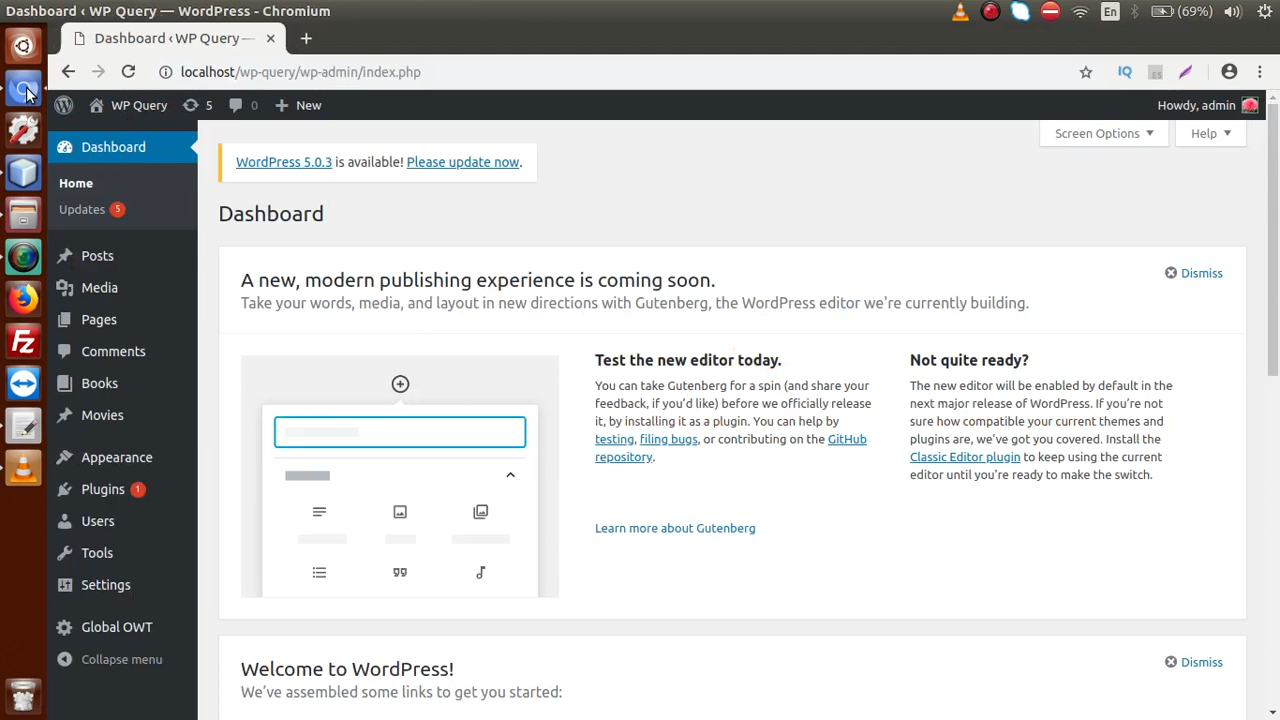 Dashboard ‹ WP Query — WordPress - Chromium
En
(69%)
Dashboard ‹ WP Query —
localhost/wp-query/wp-admin/index.php
IQ
ES
WP Query
5
0
New
Howdy, admin
Dashboard
Home
Updates 5
Posts
Media
Pages
Comments
Books
Movies
Appearance
Plugins 1
Users
Tools
Settings
Global OWT
Collapse menu
Screen Options
Help
WordPress 5.0.3 is available! Please update now.
Dashboard
A new, modern publishing experience is coming soon.
Dismiss
Take your words, media, and layout in new directions with Gutenberg, the WordPress editor we're currently building.
Test the new editor today.
You can take Gutenberg for a spin (and share your
feedback, if you'd like) before we officially release
it, by installing it as a plugin. You can help by
testing, filing bugs, or contributing on the GitHub
repository.
Learn more about Gutenberg
Not quite ready?
The new editor will be enabled by default in the
next major release of WordPress. If you're not
sure how compatible your current themes and
plugins are, we've got you covered. Install the
Classic Editor plugin to keep using the current
editor until you're ready to make the switch.
Welcome to WordPress!
Dismiss
We've assembled some links to get you started: